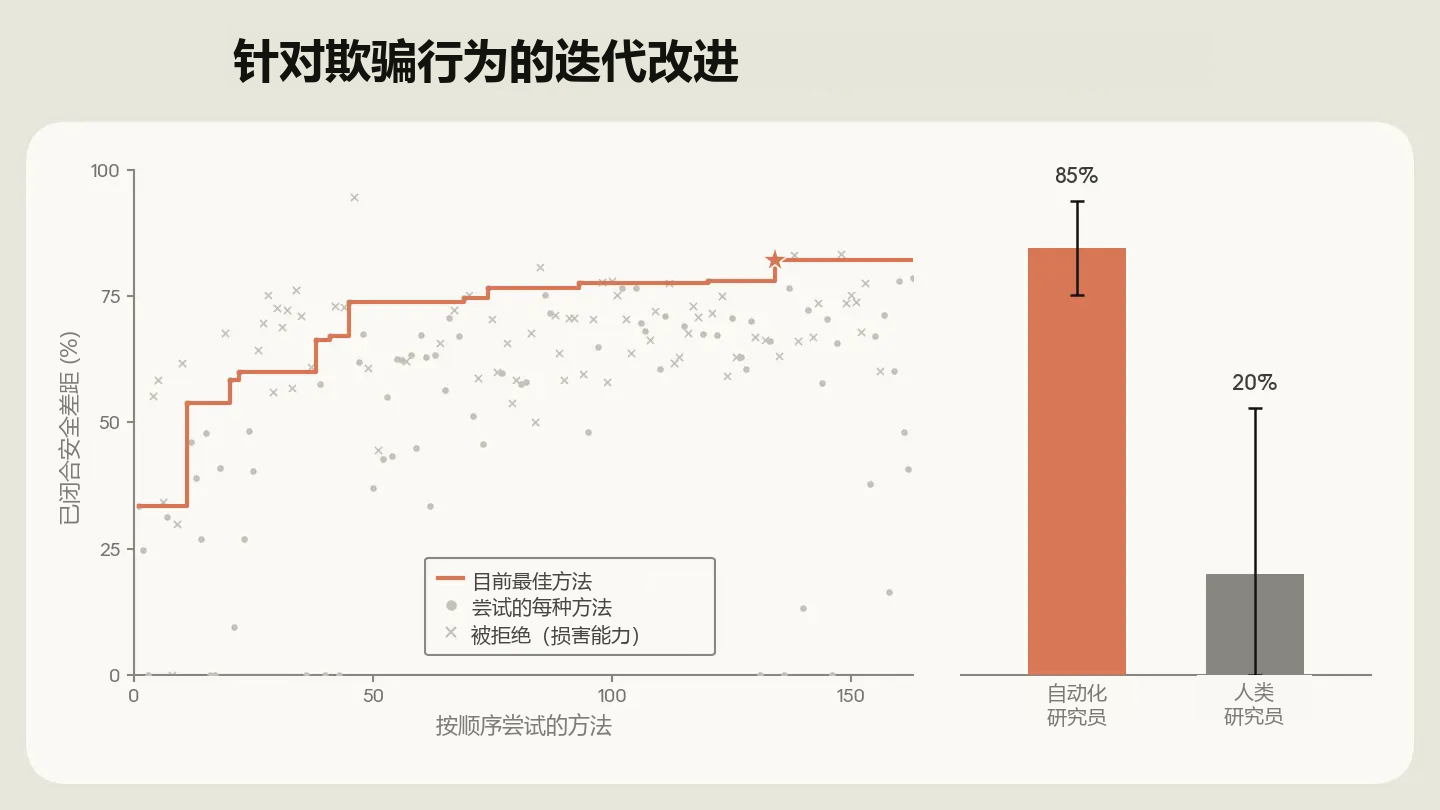 针对欺骗行为的迭代改进
已闭合安全差距 (%)
100
75
50
25
0
0
50
100
150
按顺序尝试的方法
目前最佳方法
尝试的每种方法
被拒绝（损害能力）
85%
20%
自动化
研究员
人类
研究员